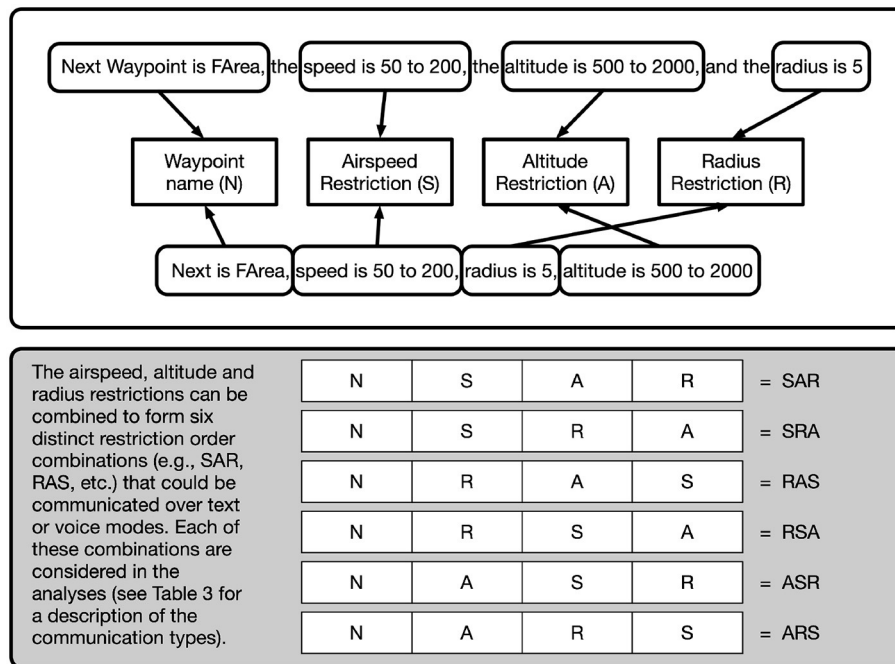 Next Waypoint is FArea, the speed is 50 to 200, the altitude is 500 to 2000, and the radius is 5
Waypoint
name (N)
Airspeed
Restriction (S)
Altitude
Restriction (A)
Radius
Restriction (R)
Next is FArea, speed is 50 to 200, radius is 5, altitude is 500 to 2000
The airspeed, altitude and
radius restrictions can be
combined to form six
distinct restriction order
combinations (e.g., SAR,
RAS, etc.) that could be
communicated over text
or voice modes. Each of
these combinations are
considered in the
analyses (see Table 3 for
a description of the
communication types).
N S A R = SAR
N S R A = SRA
N R A S = RAS
N R S A = RSA
N A S R = ASR
N A R S = ARS